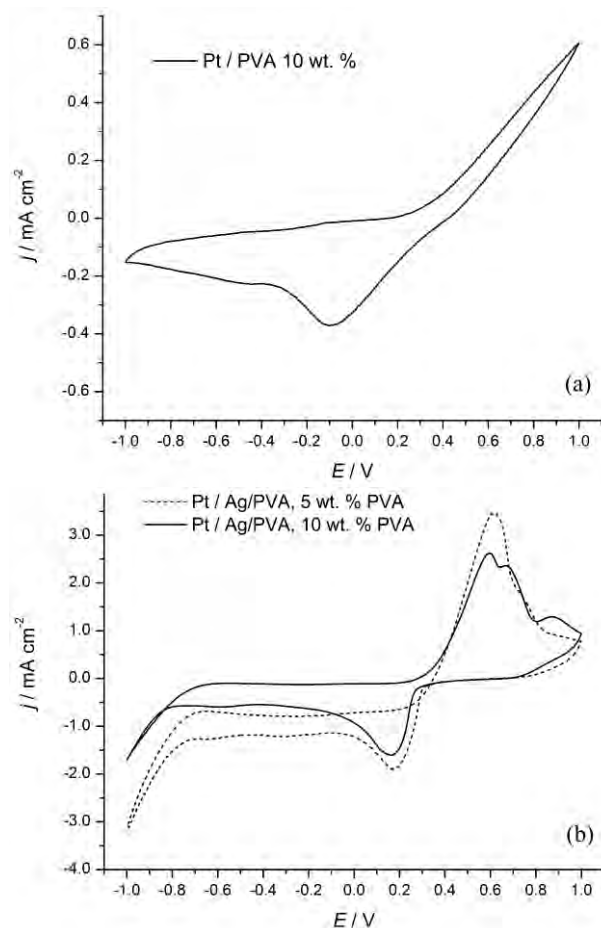 Pt / PVA 10 wt. %
j / mA cm-2
0.6
0.4
0.2
0.0
-0.2
-0.4
-0.6
(a)
-1.0 -0.8 -0.6 -0.4 -0.2 0.0 0.2 0.4 0.6 0.8 1.0
E / V
Pt / Ag/PVA, 5 wt. % PVA
Pt / Ag/PVA, 10 wt. % PVA
j / mA cm-2
3.0
2.0
1.0
0.0
-1.0
-2.0
-3.0
-4.0
(b)
-1.0 -0.8 -0.6 -0.4 -0.2 0.0 0.2 0.4 0.6 0.8 1.0
E / V